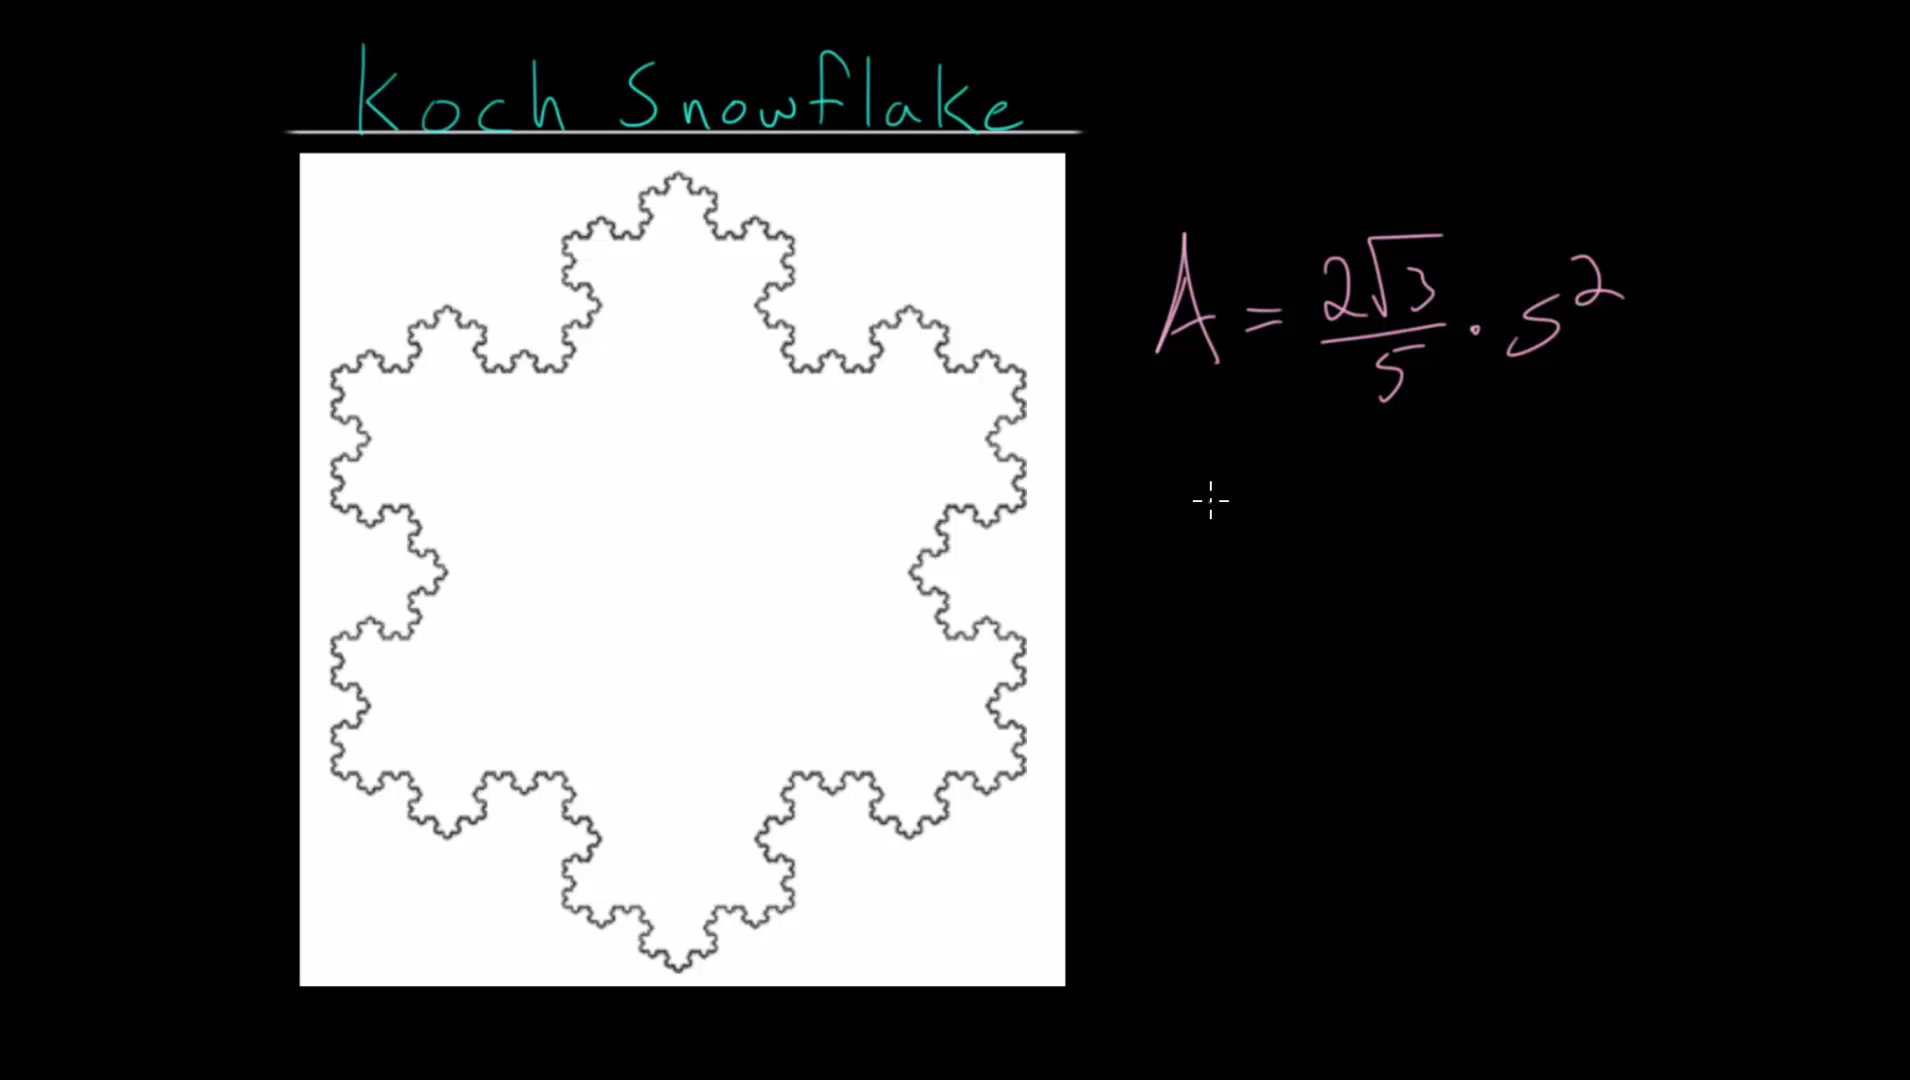 Koch Snowflake
A = 2√3/5 · s²